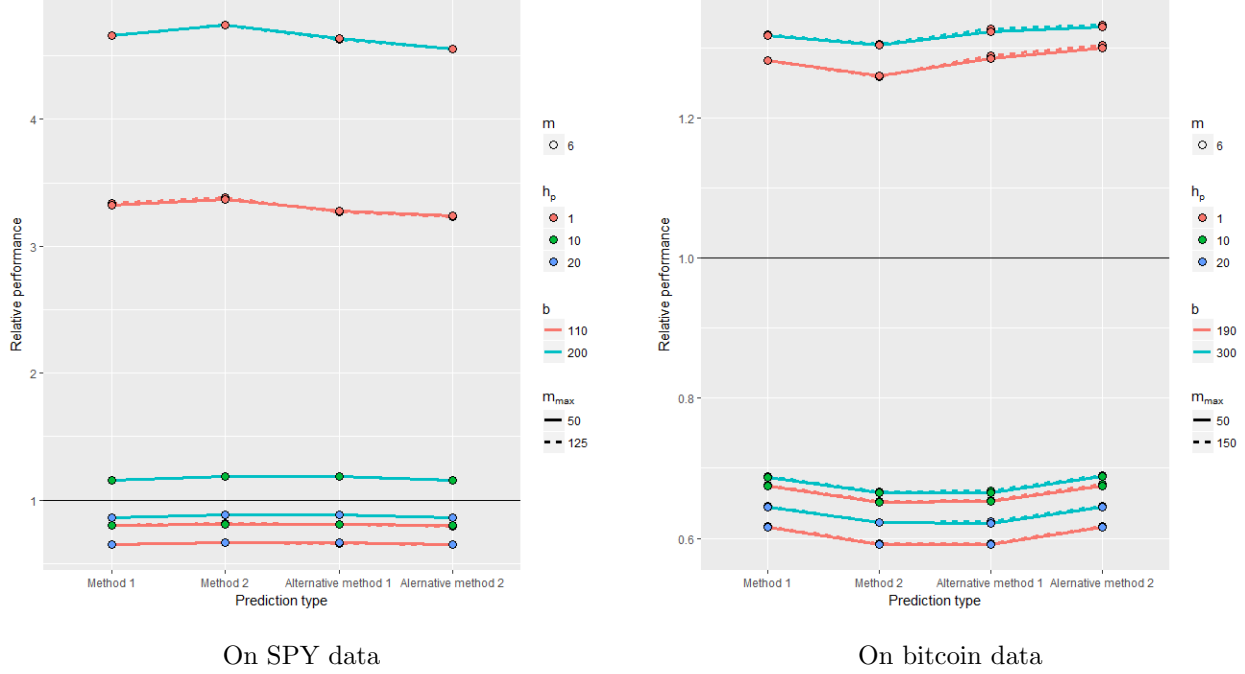 4
3
2
1
Relative performance
Method 1
Method 2
Alternative method 1
Alernative method 2
Prediction type
m
6
hp
1
10
20
b
110
200
mmax
50
125
On SPY data
1.2
1.0
0.8
0.6
Relative performance
Method 1
Method 2
Alternative method 1
Alernative method 2
Prediction type
m
6
hp
1
10
20
b
190
300
mmax
50
150
On bitcoin data